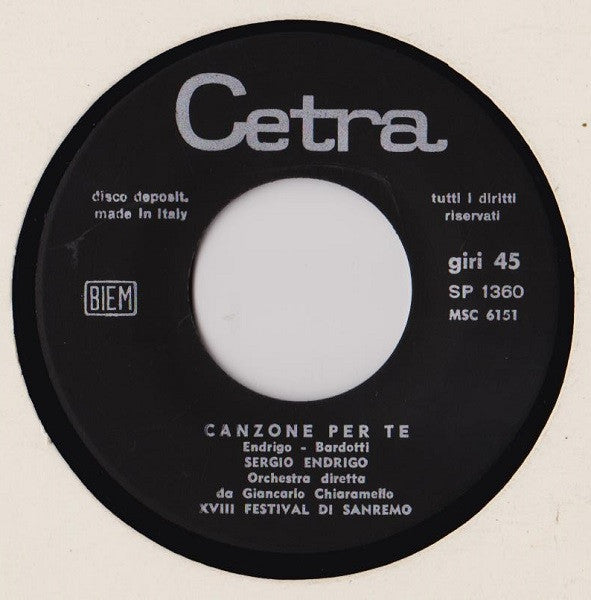 Cetra
disco deposit.
made in Italy
tutti i diritti
riservati
BIEM
giri 45
SP 1360
MSC 6151
CANZONE PER TE
Endrigo - Bardotti
SERGIO ENDRIGO
Orchestra diretta
da Giancarlo Chiaramello
XVIII FESTIVAL DI SANREMO